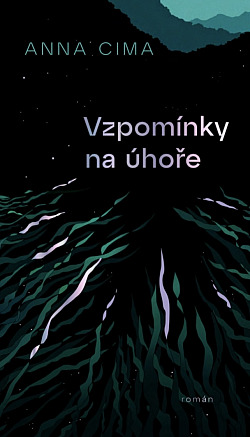 ANNA CIMA
Vzpomínky
na úhoře
román